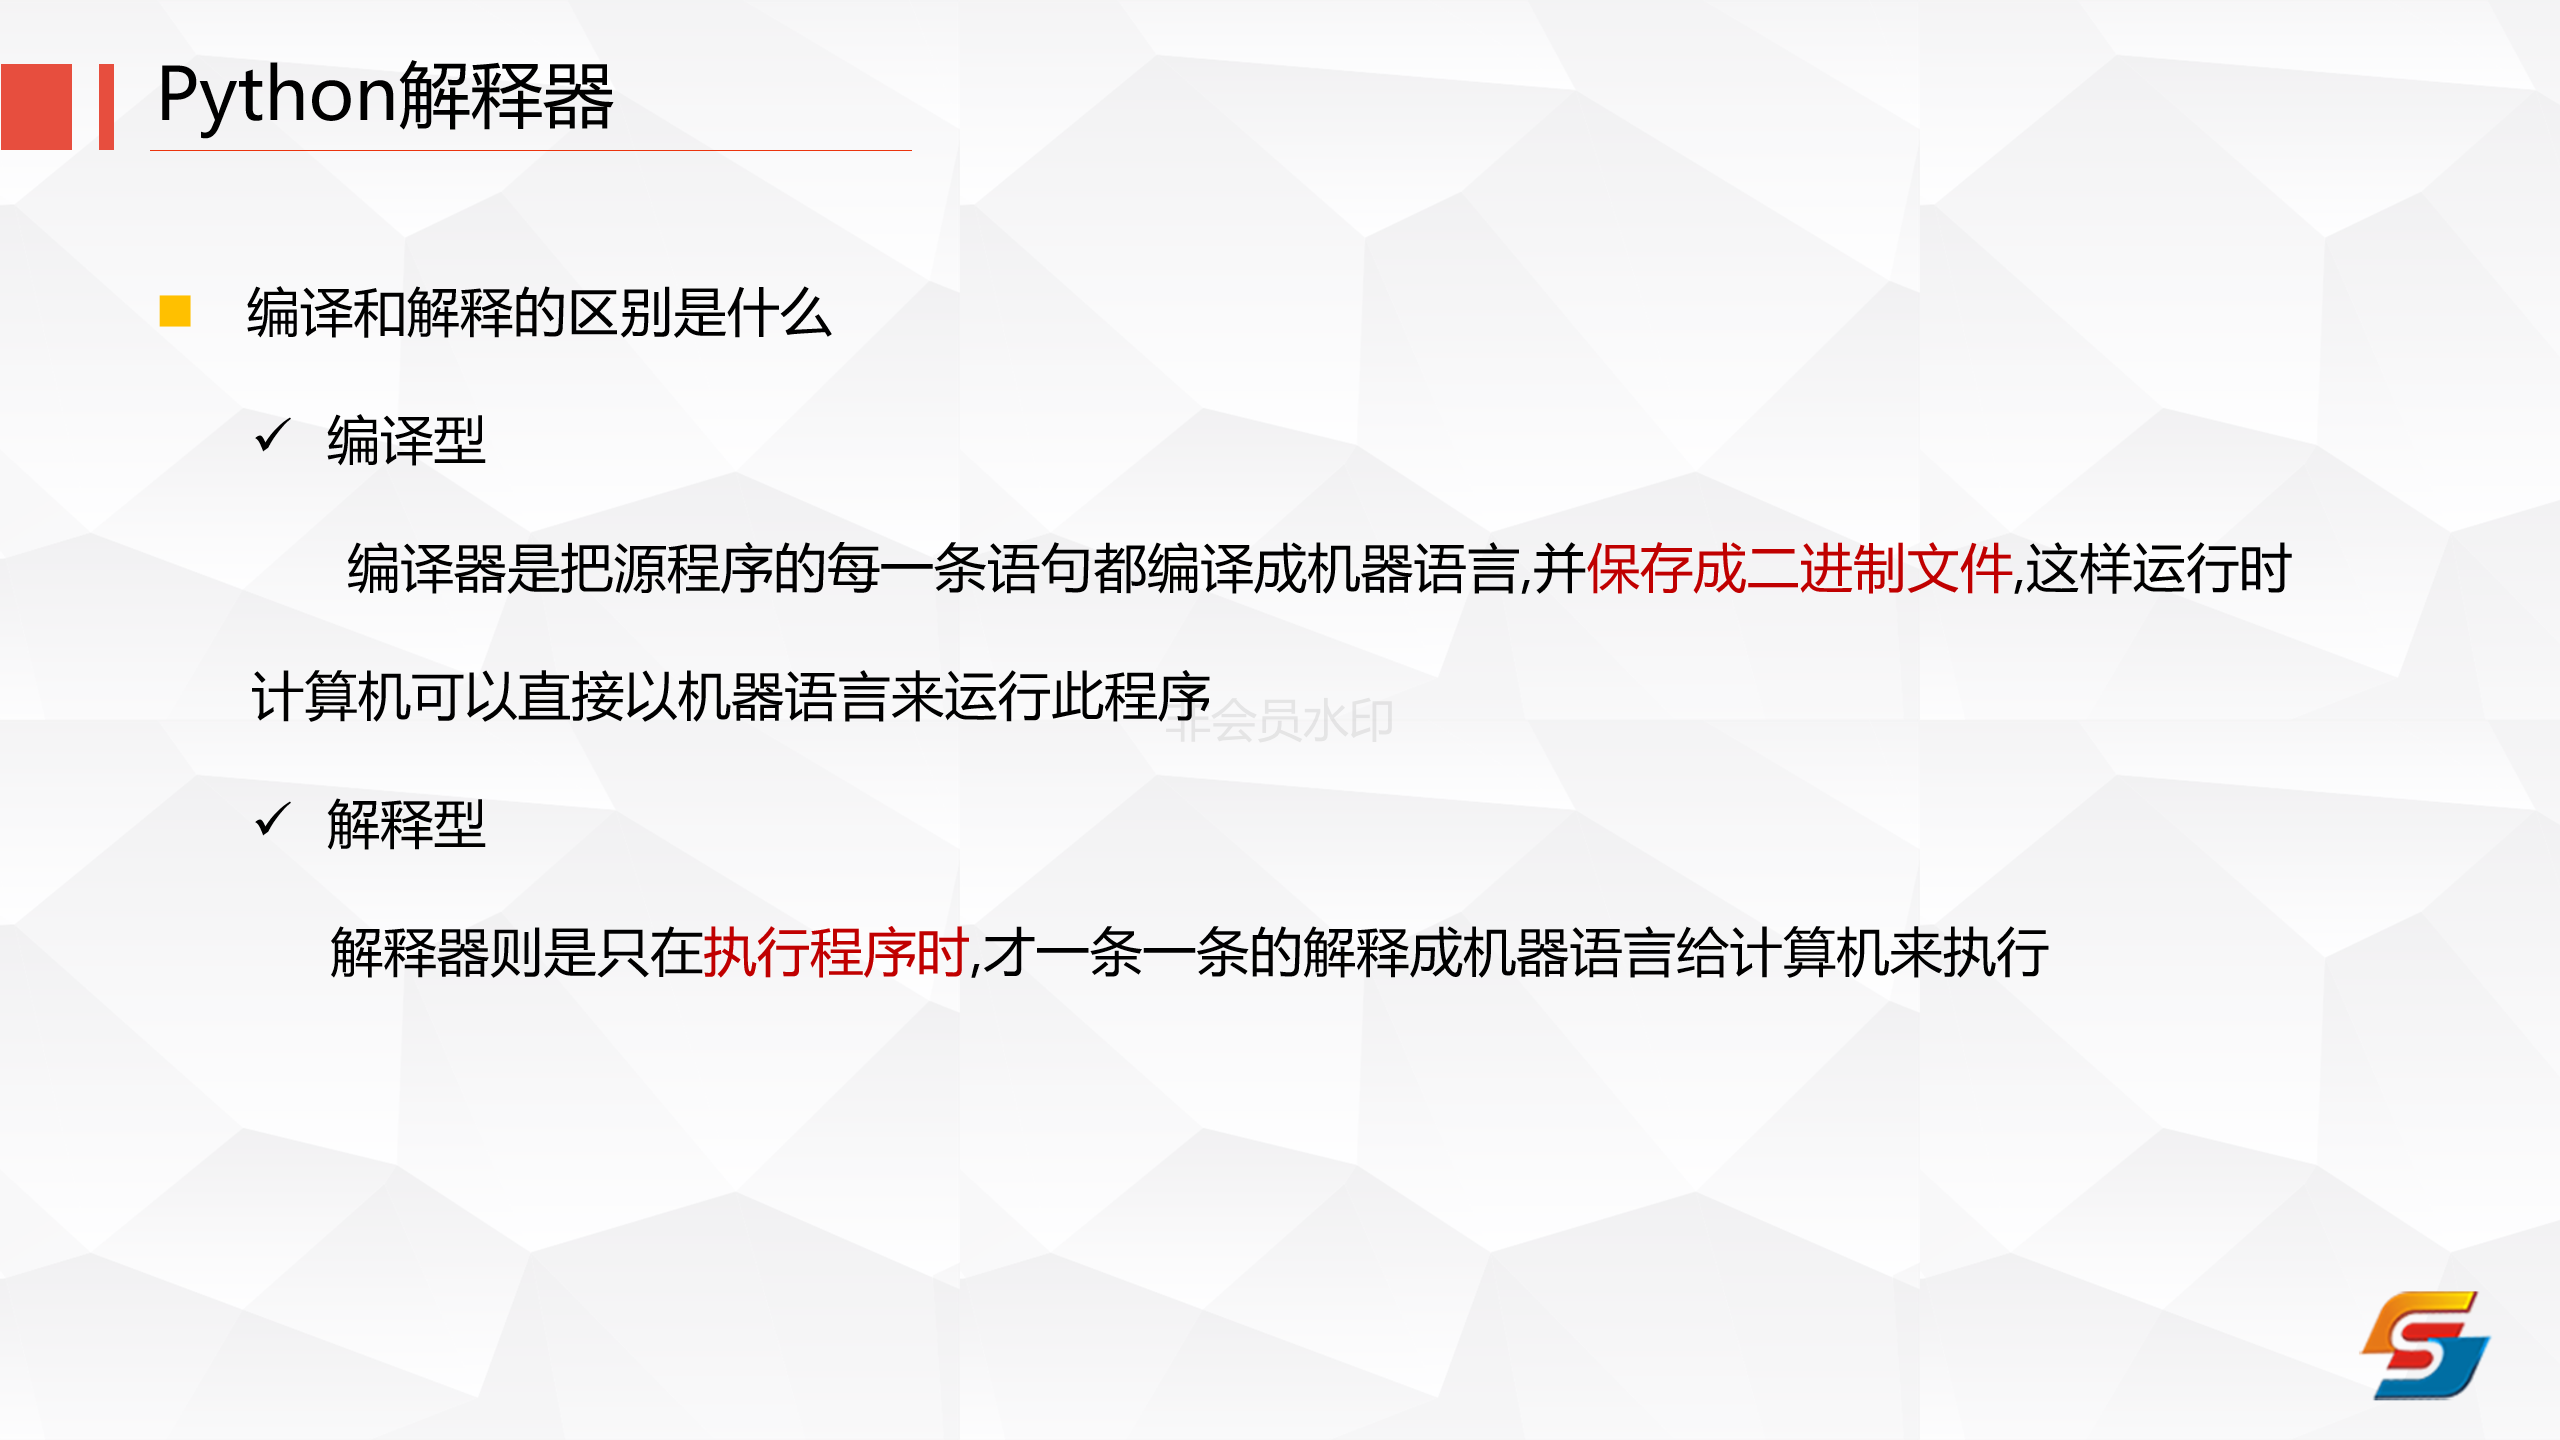 Python解释器
编译和解释的区别是什么
编译型
编译器是把源程序的每一条语句都编译成机器语言,并保存成二进制文件,这样运行时
计算机可以直接以机器语言来运行此程序
非会员水印
解释型
解释器则是只在执行程序时,才一条一条的解释成机器语言给计算机来执行